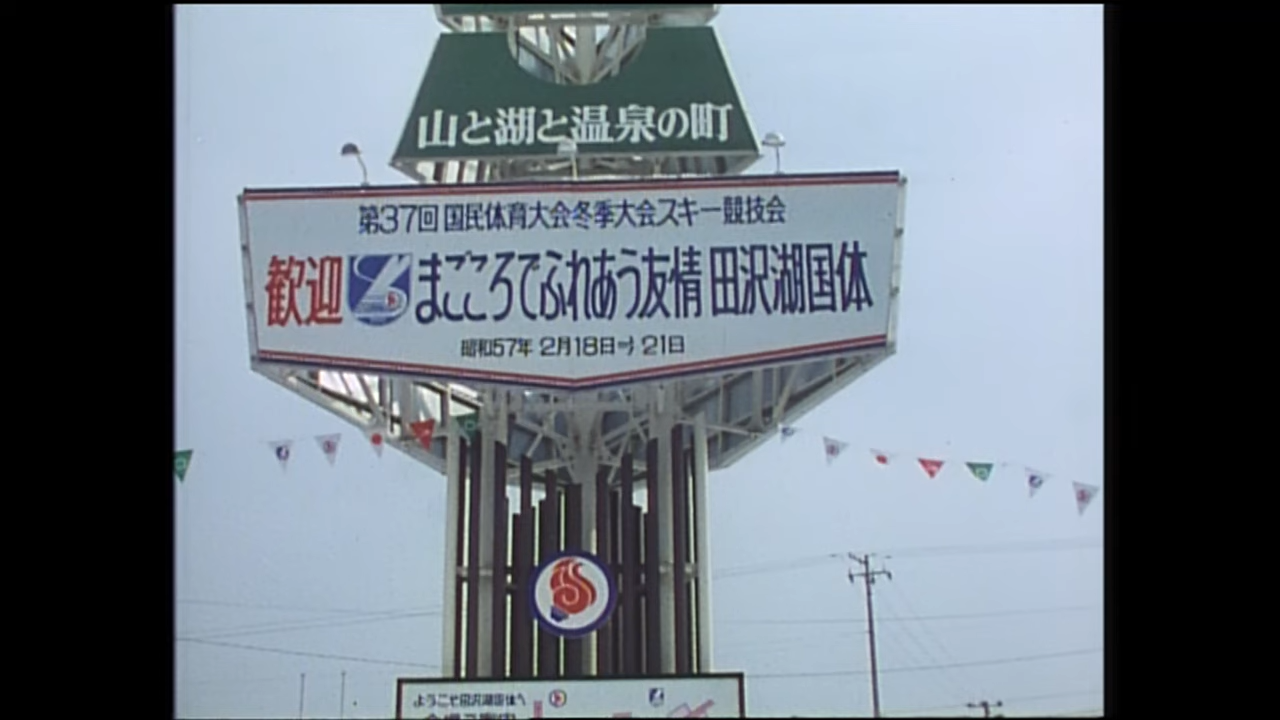 山と湖と温泉の町
第37回 国民体育大会冬季大会スキー競技会
歓迎 まごころでふれあう友情 田沢湖国体
昭和57年 2月18日→21日
ようこそ田沢湖国体へ